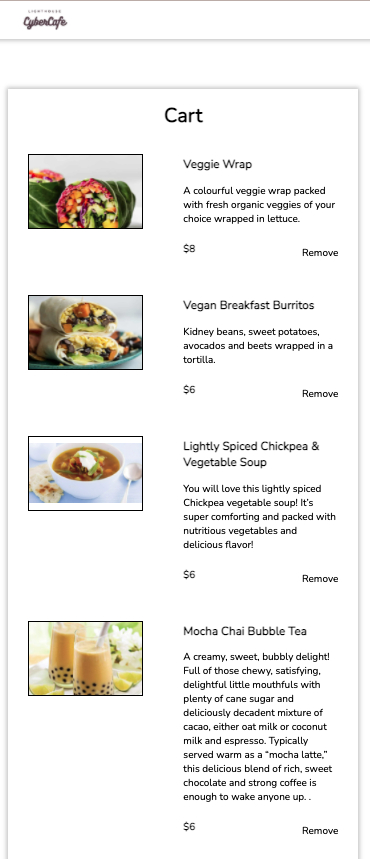 LIGHTHOUSE
CyberCafe
Cart
Veggie Wrap
A colourful veggie wrap packed
with fresh organic veggies of your
choice wrapped in lettuce.
$8
Remove
Vegan Breakfast Burritos
Kidney beans, sweet potatoes,
avocados and beets wrapped in a
tortilla.
$6
Remove
Lightly Spiced Chickpea &
Vegetable Soup
You will love this lightly spiced
Chickpea vegetable soup! It's
super comforting and packed with
nutritious vegetables and
delicious flavor!
$6
Remove
Mocha Chai Bubble Tea
A creamy, sweet, bubbly delight!
Full of those chewy, satisfying,
delightful little mouthfuls with
plenty of cane sugar and
deliciously decadent mixture of
cacao, either oat milk or coconut
milk and espresso. Typically
served warm as a “mocha latte,”
this delicious blend of rich, sweet
chocolate and strong coffee is
enough to wake anyone up. .
$6
Remove